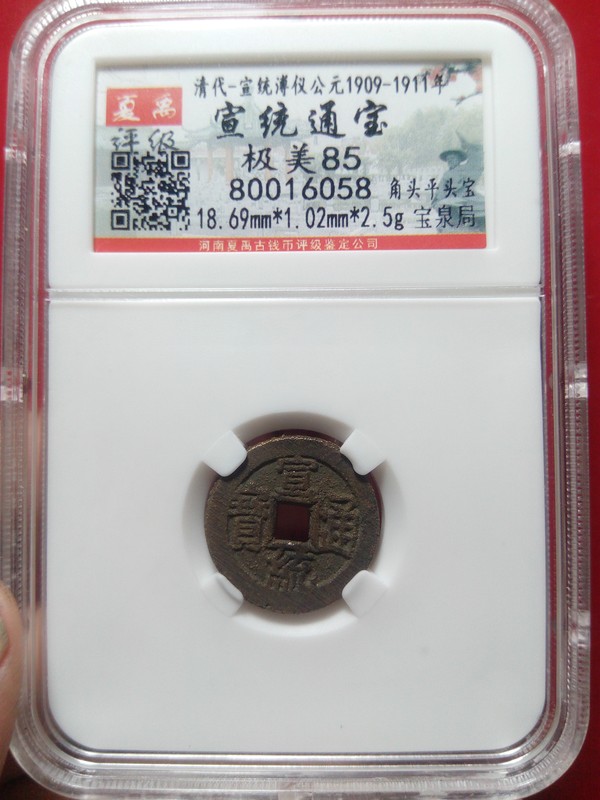 清代-宣统溥仪公元1909-1911年
夏禹
评级
宣统通宝
极美85
80016058 角头平头宝
18.69mm*1.02mm*2.5g 宝泉局
河南夏禹古钱币评级鉴定公司
宣
寶 通
統